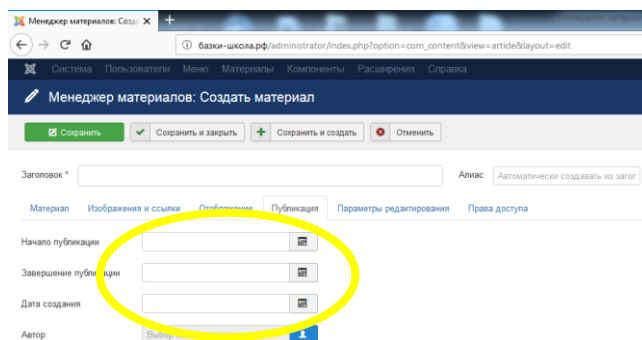 Менеджер материалов: Созд
базки-школа.рф/administrator/index.php?option=com_content&view=article&layout=edit
Система Пользователи Меню Материалы Компоненты Расширения Справка
Менеджер материалов: Создать материал
Сохранить Сохранить и закрыть Сохранить и создать Отменить
Заголовок * Алиас Автоматически создавать из загог
Материал Изображения и ссылки Отображение Публикация Параметры редактирования Права доступа
Начало публикации
Завершение публикации
Дата создания
Автор